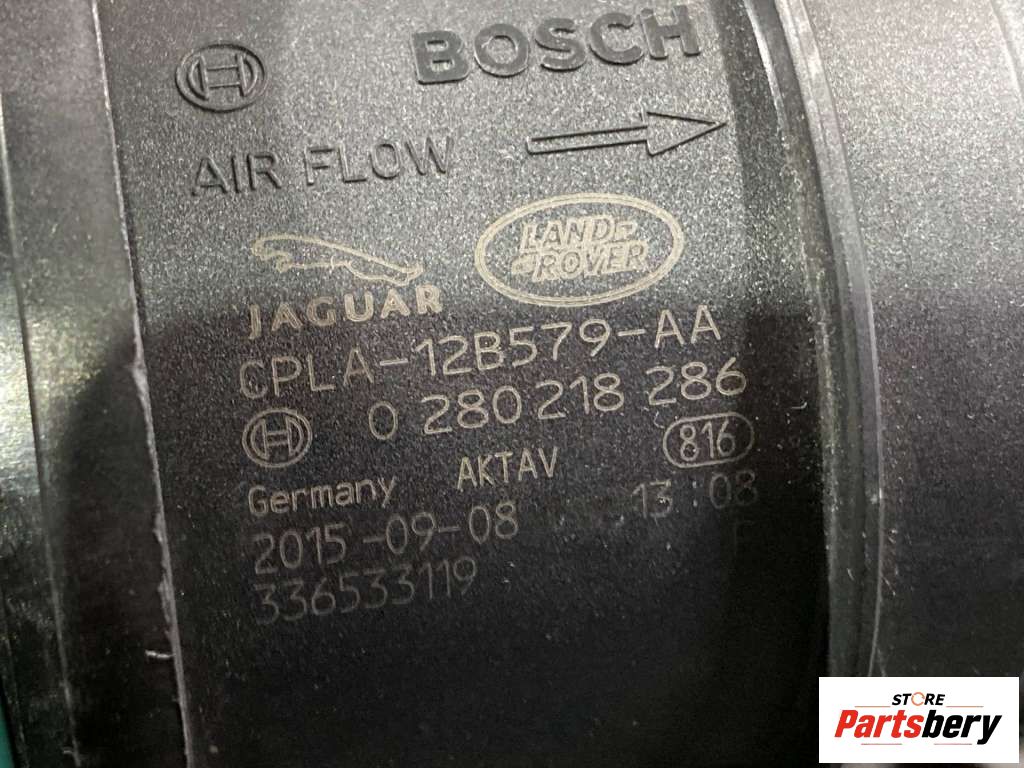 BOSCH
AIR FLOW
JAGUAR
LAND
ROVER
CPLA-12B579-AA
0 280 218 286
816
AKTAV
Germany
2015-09-08 13:08
F
336533119
STORE
Partsbery